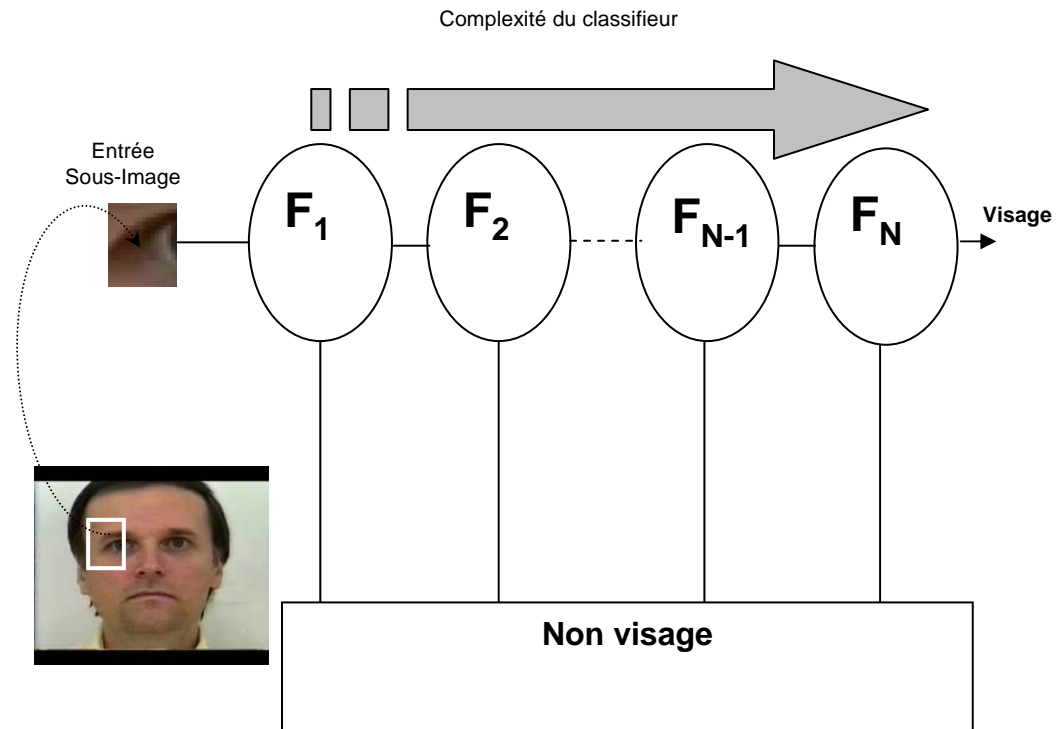 Complexité du classifieur
Entrée
Sous-Image
F1
F2
FN-1
FN
Visage
Non visage